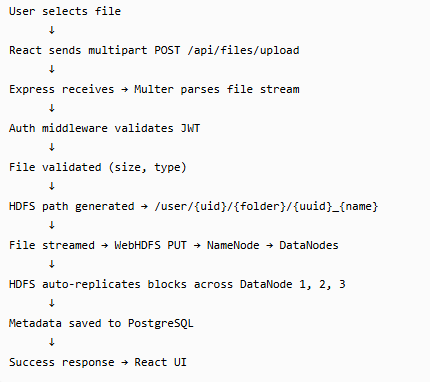 User selects file
↓
React sends multipart POST /api/files/upload
↓
Express receives → Multer parses file stream
↓
Auth middleware validates JWT
↓
File validated (size, type)
↓
HDFS path generated → /user/{uid}/{folder}/{uuid}_{name}
↓
File streamed → WebHDFS PUT → NameNode → DataNodes
↓
HDFS auto-replicates blocks across DataNode 1, 2, 3
↓
Metadata saved to PostgreSQL
↓
Success response → React UI